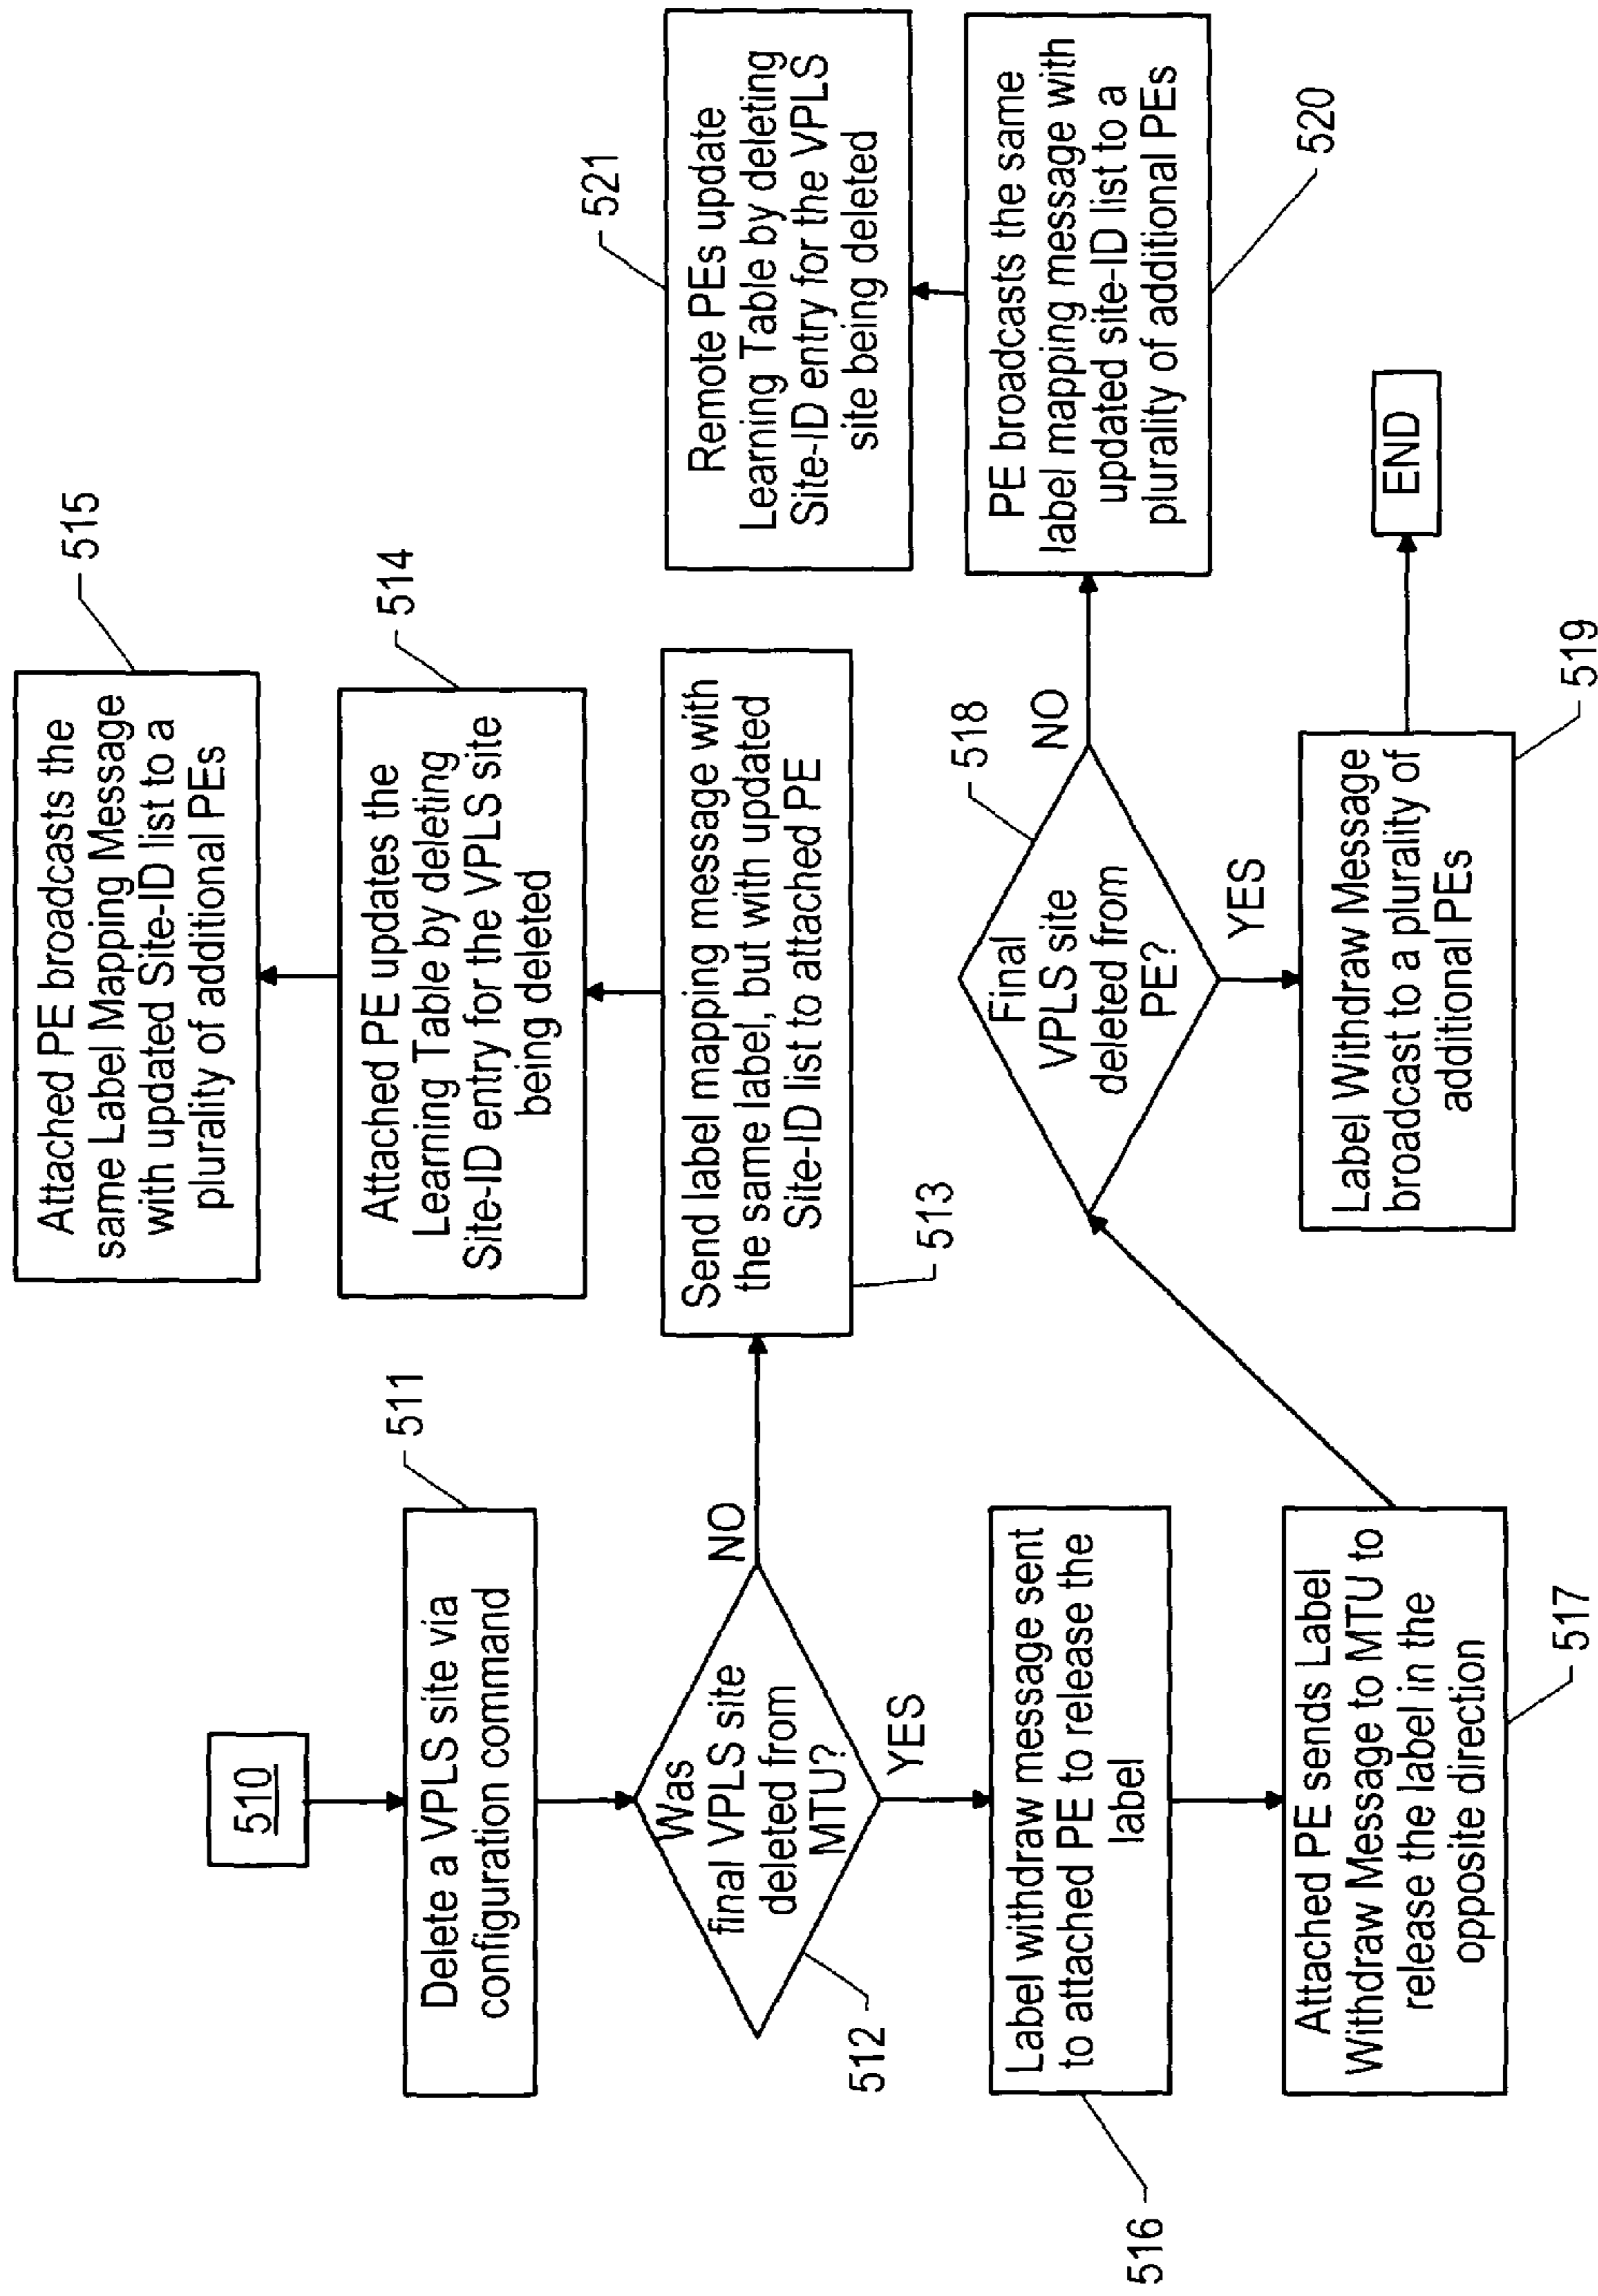 510
Delete a VPLS site via
configuration command
511
Was
final VPLS site
deleted from
MTU?
512
NO
YES
Send label mapping message with
the same label, but with updated
Site-ID list to attached PE
513
Attached PE updates the
Learning Table by deleting
Site-ID entry for the VPLS site
being deleted
514
Attached PE broadcasts the
same Label Mapping Message
with updated Site-ID list to a
plurality of additional PEs
515
Label withdraw message sent
to attached PE to release the
label
516
Attached PE sends Label
Withdraw Message to MTU to
release the label in the
opposite direction
517
Final
VPLS site
deleted from
PE?
518
NO
YES
Label Withdraw Message
broadcast to a plurality of
additional PEs
519
END
PE broadcasts the same
label mapping message with
updated site-ID list to a
plurality of additional PEs
520
Remote PEs update
Learning Table by deleting
Site-ID entry for the VPLS
site being deleted
521